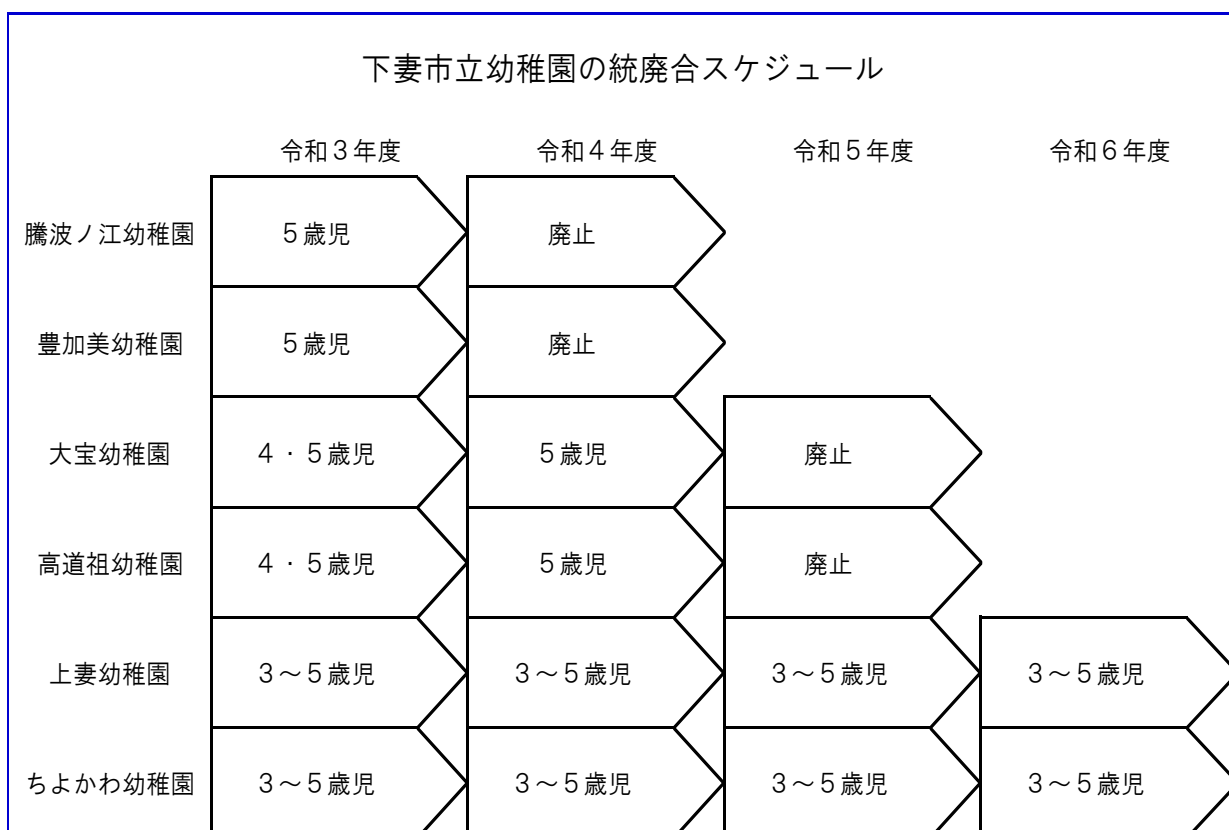 下妻市立幼稚園の統廃合スケジュール
令和３年度 令和４年度 令和５年度 令和６年度
騰波ノ江幼稚園 ５歳児 廃止
豊加美幼稚園 ５歳児 廃止
大宝幼稚園 ４・５歳児 ５歳児 廃止
高道祖幼稚園 ４・５歳児 ５歳児 廃止
上妻幼稚園 ３～５歳児 ３～５歳児 ３～５歳児 ３～５歳児
ちよかわ幼稚園 ３～５歳児 ３～５歳児 ３～５歳児 ３～５歳児